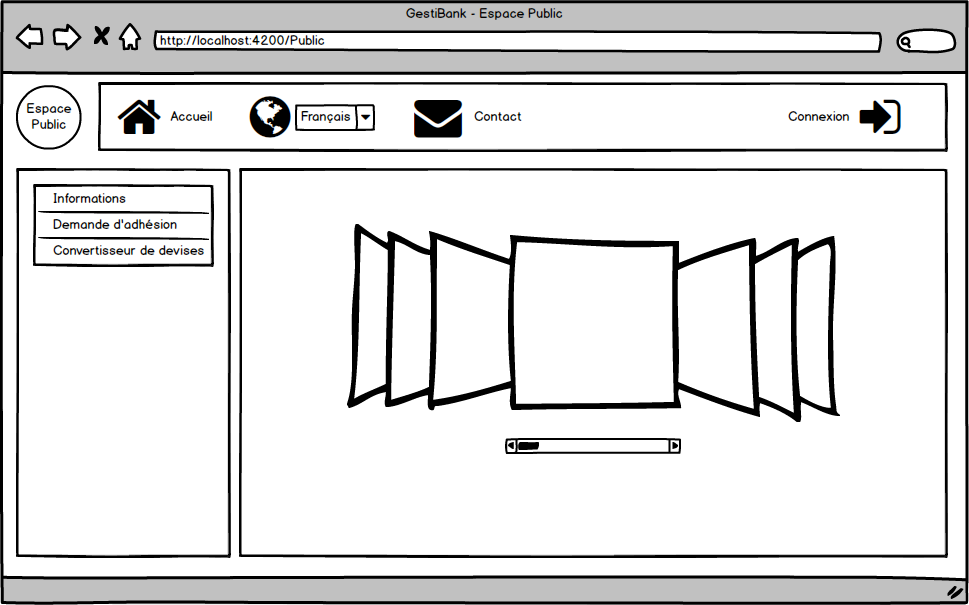 GestiBank - Espace Public
http://localhost:4200/Public
Espace
Public
Accueil
Français
Contact
Connexion
Informations
Demande d'adhésion
Convertisseur de devises